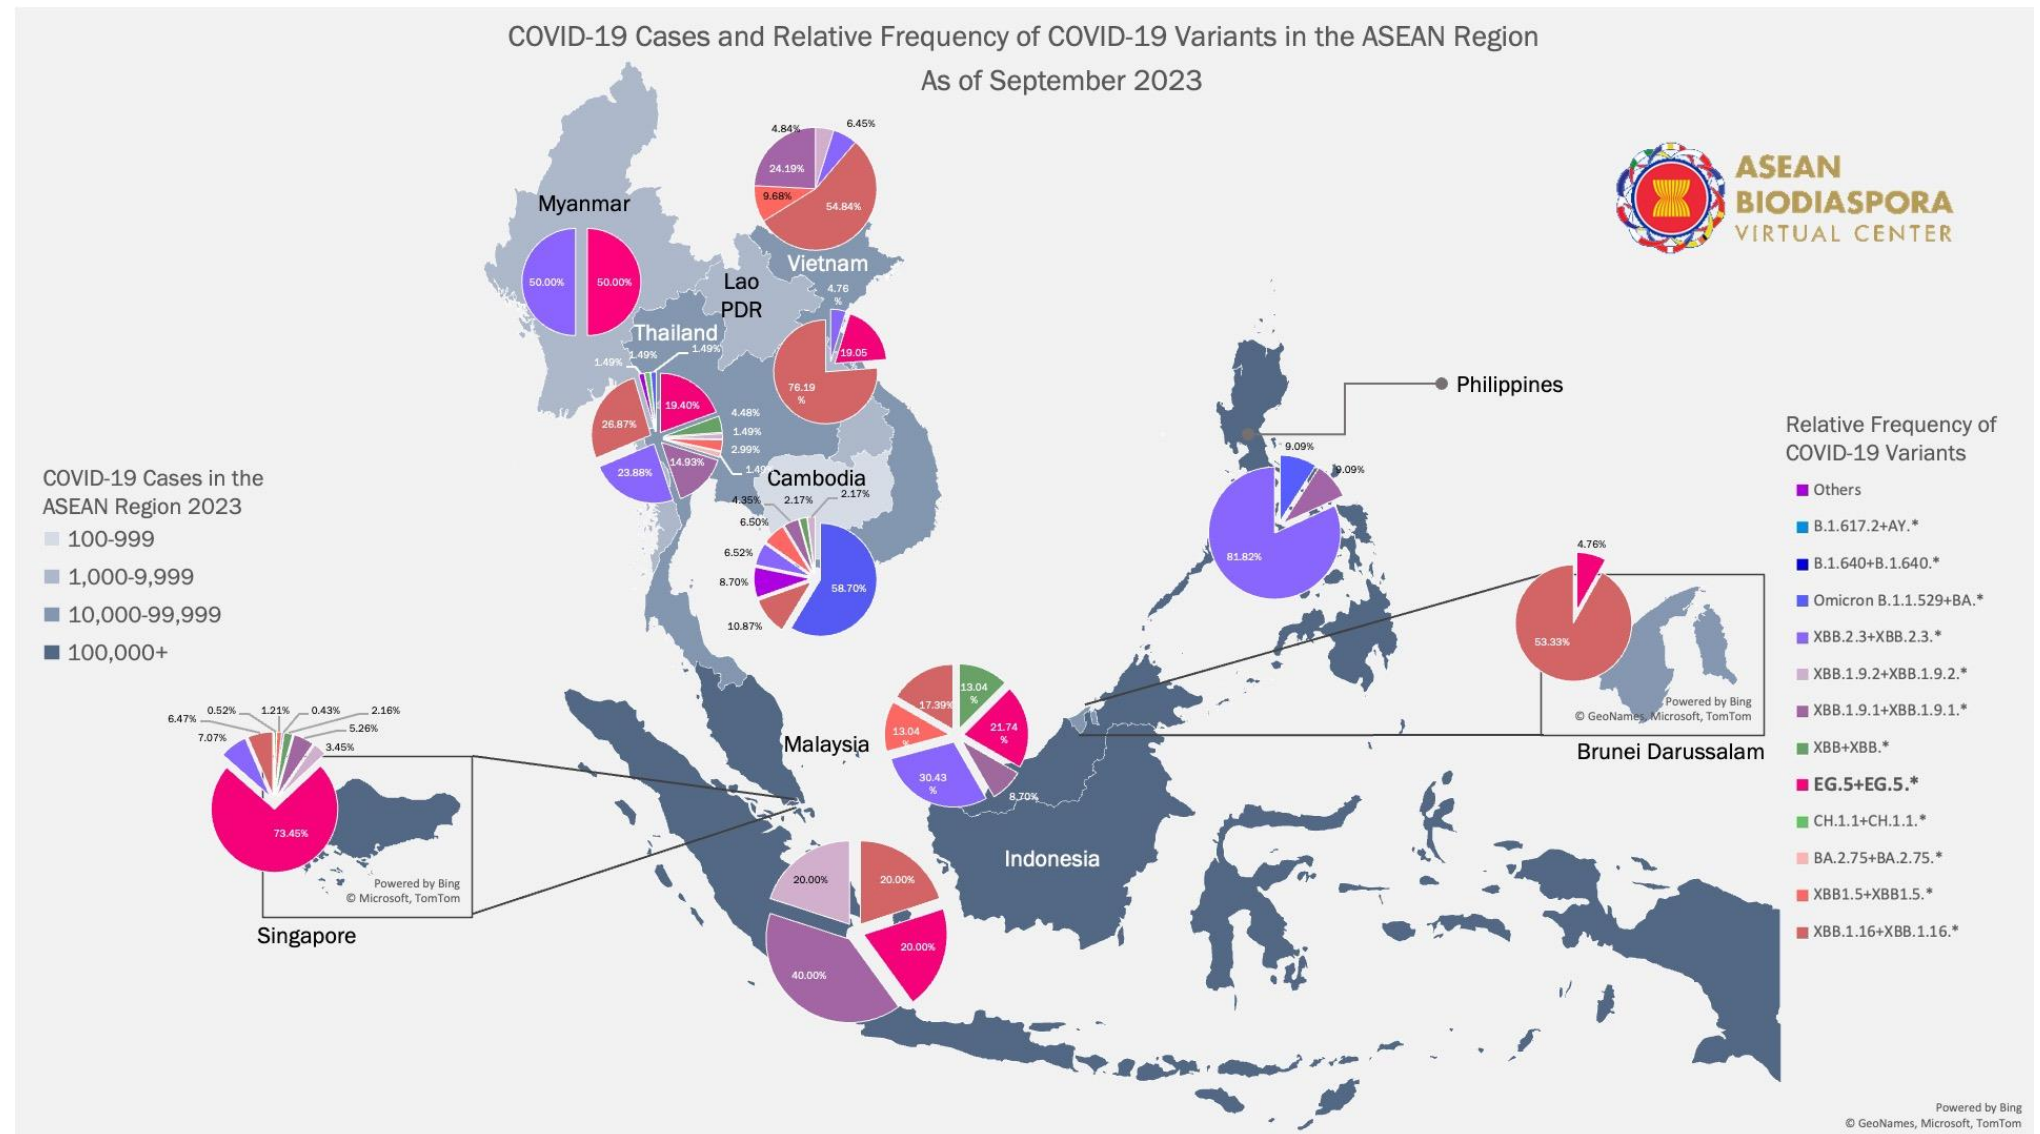 COVID-19 Cases and Relative Frequency of COVID-19 Variants in the ASEAN Region
As of September 2023
ASEAN
BIODIASPORA
VIRTUAL CENTER
4.84%
6.45%
24.19%
9.68%
54.84%
Myanmar
50.00%
50.00%
Vietnam
Lao
PDR
4.76
%
19.05
76.19
%
Thailand
1.49%
1.49%
1.49%
19.40%
4.48%
1.49%
2.99%
1.49
14.93%
23.88%
26.87%
Cambodia
4.35%
2.17%
2.17%
6.50%
6.52%
8.70%
10.87%
58.70%
Philippines
9.09%
9.09%
81.82%
COVID-19 Cases in the
ASEAN Region 2023
100-999
1,000-9,999
10,000-99,999
100,000+
Relative Frequency of
COVID-19 Variants
Others
B.1.617.2+AY.*
B.1.640+B.1.640.*
Omicron B.1.1.529+BA.*
XBB.2.3+XBB.2.3.*
XBB.1.9.2+XBB.1.9.2.*
XBB.1.9.1+XBB.1.9.1.*
XBB+XBB.*
EG.5+EG.5.*
CH.1.1+CH.1.1.*
BA.2.75+BA.2.75.*
XBB1.5+XBB1.5.*
XBB.1.16+XBB.1.16.*
4.76%
53.33%
Powered by Bing
© GeoNames, Microsoft, TomTom
Brunei Darussalam
Malaysia
17.39%
13.04
%
21.74
%
13.04
%
30.43
%
8.70%
0.52%
1.21%
0.43%
2.16%
6.47%
5.26%
7.07%
3.45%
73.45%
Powered by Bing
© Microsoft, TomTom
Singapore
Indonesia
20.00%
20.00%
20.00%
40.00%
Powered by Bing
© GeoNames, Microsoft, TomTom